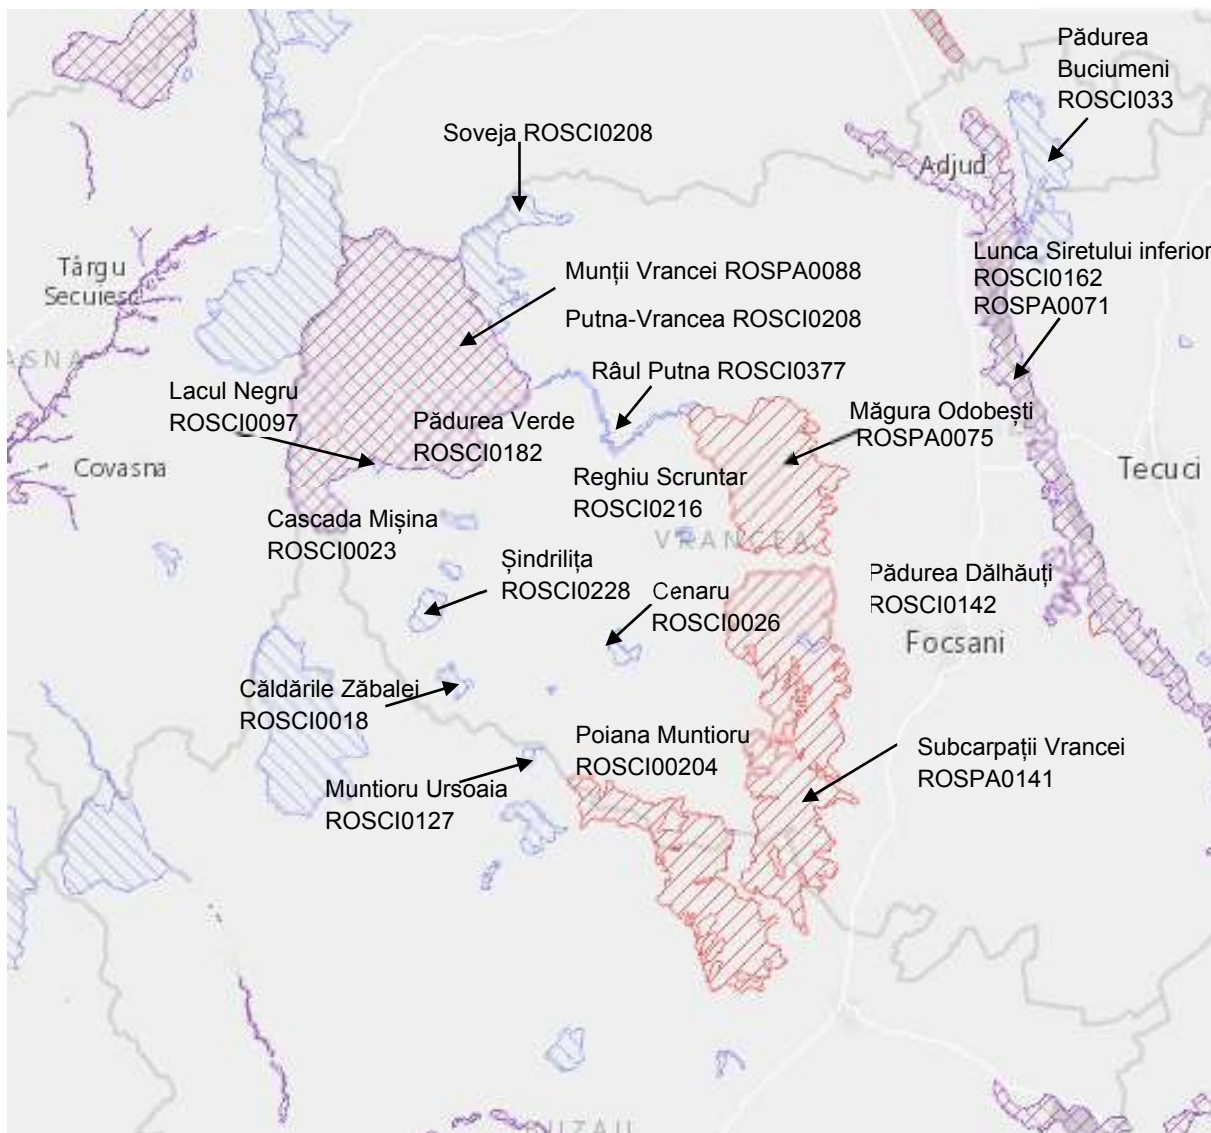 Pădurea
Buciumeni
ROSCI033
Soveja ROSCI0208
Adjud
Târgu
Secuiesc
Munții Vrancei ROSPA0088
Putna-Vrancea ROSCI0208
Lunca Siretului inferior
ROSCI0162
ROSPA0071
ASNA
Râul Putna ROSCI0377
Lacul Negru
ROSCI0097
Pădurea Verde
ROSCI0182
Măgura Odobești
ROSPA0075
Covasna
Tecuci
Reghiu Scruntar
ROSCI0216
Cascada Mișina
ROSCI0023
VRANCEA
Șindrilița
ROSCI0228
Cenaru
ROSCI0026
Pădurea Dălhăuți
ROSCI0142
Focsani
Căldările Zăbalei
ROSCI0018
Poiana Muntioru
ROSCI00204
Subcarpații Vrancei
ROSPA0141
Muntioru Ursoaia
ROSCI0127
BUZAU